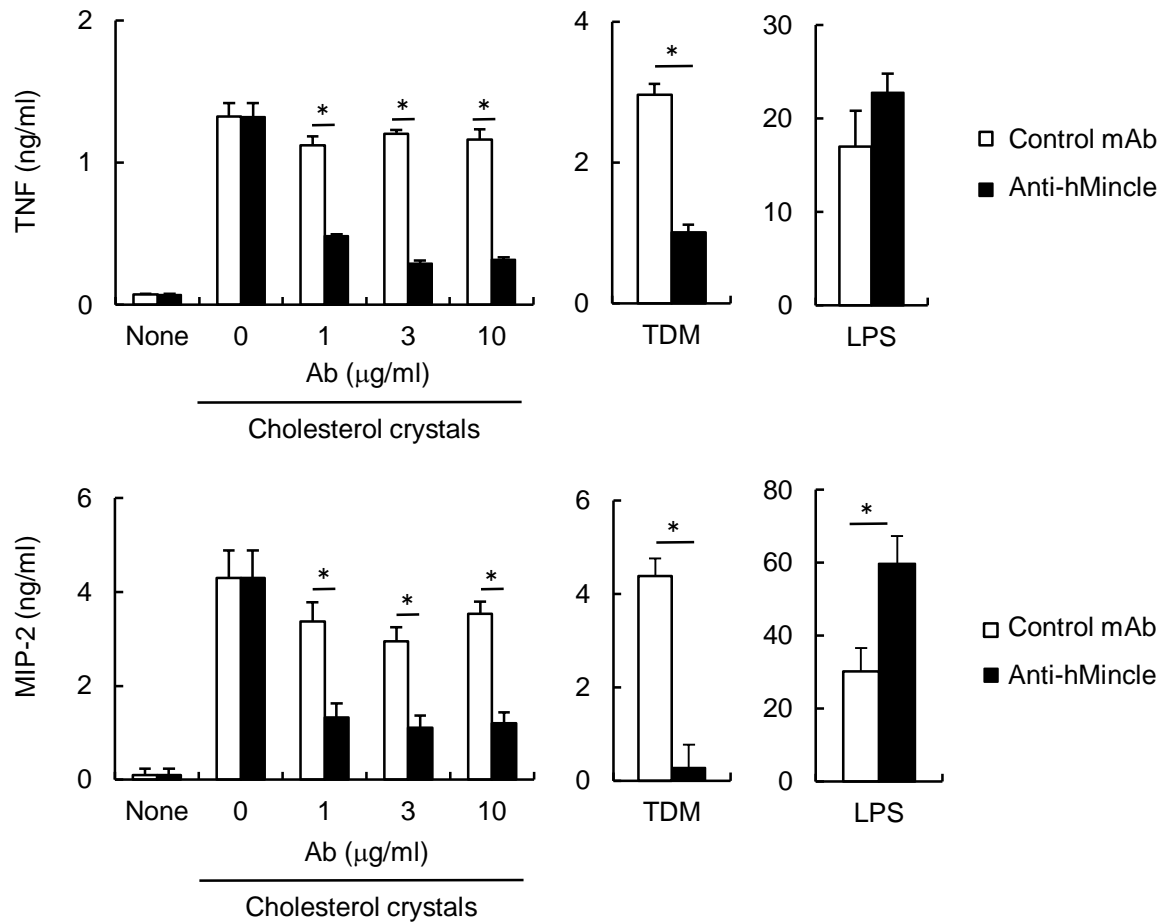 TNF (ng/ml)
2
1
0
None
0
1
3
10
Ab (μg/ml)
Cholesterol crystals
*
*
*
4
2
0
*
TDM
30
20
10
0
LPS
Control mAb
Anti-hMincle
MIP-2 (ng/ml)
6
4
2
0
None
0
1
3
10
Ab (μg/ml)
Cholesterol crystals
*
*
*
6
4
2
0
*
TDM
80
60
40
20
0
*
LPS
Control mAb
Anti-hMincle